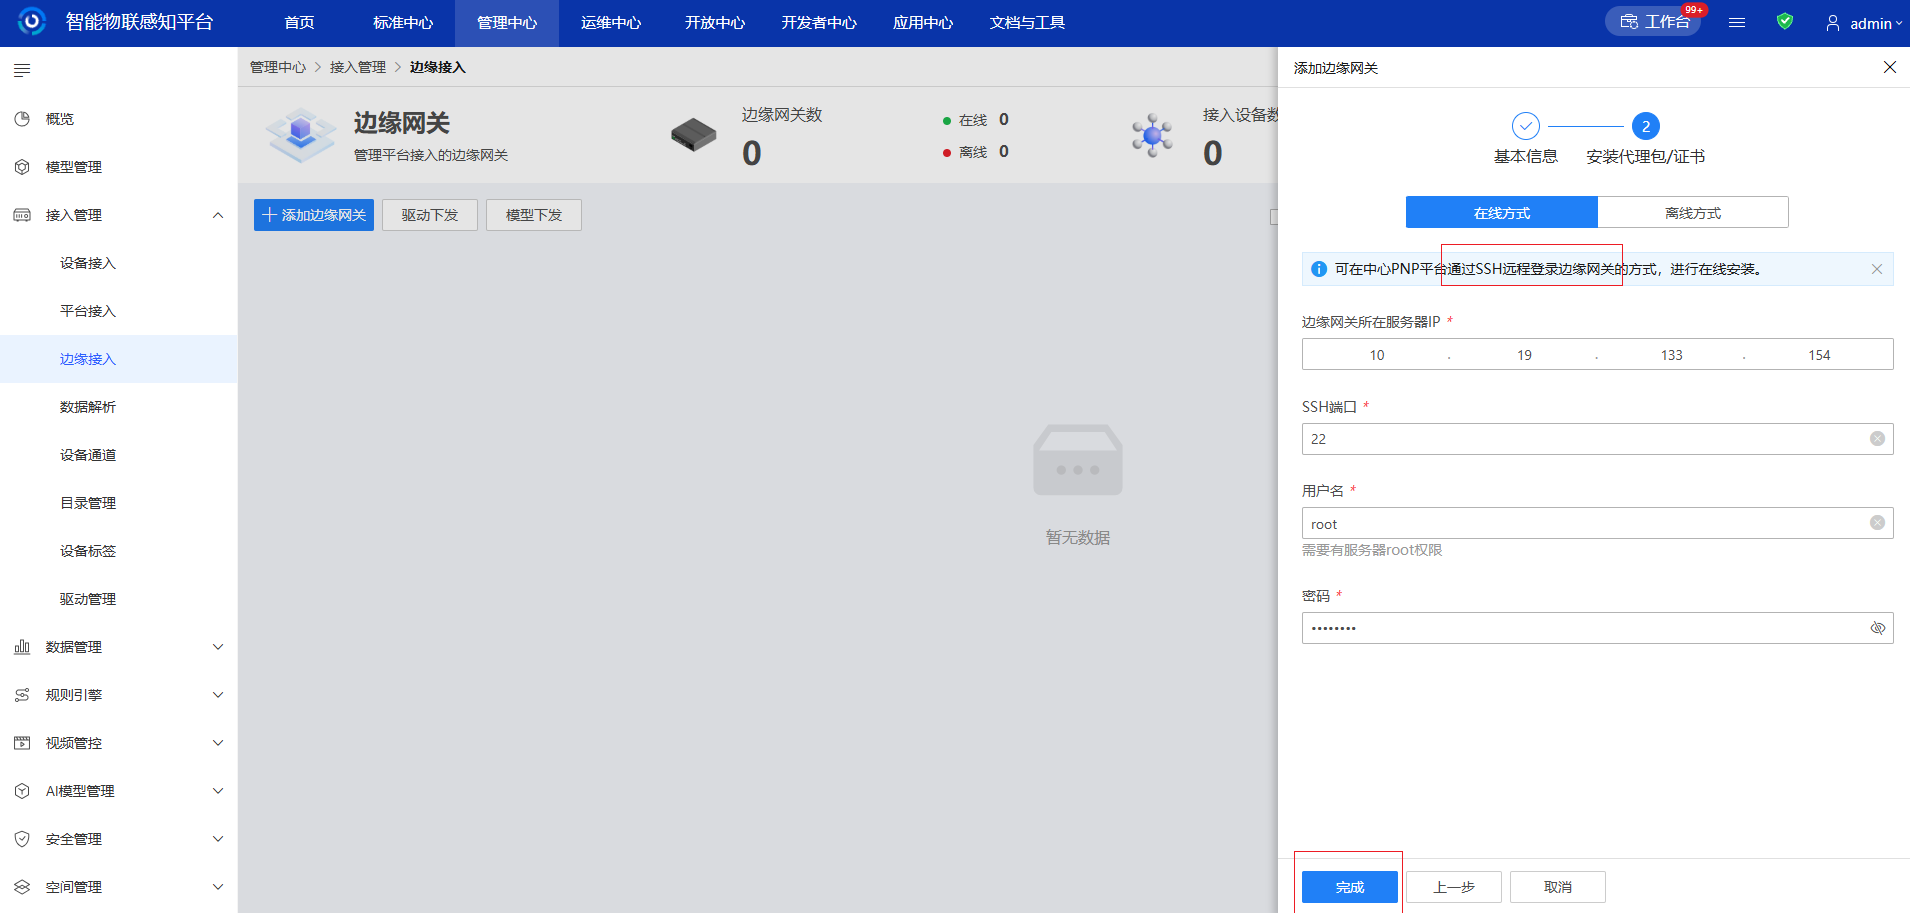 智能物联感知平台
首页
标准中心
管理中心
运维中心
开放中心
开发者中心
应用中心
文档与工具
工作台
99+
admin
概览
模型管理
接入管理
设备接入
平台接入
边缘接入
数据解析
设备通道
目录管理
设备标签
驱动管理
数据管理
规则引擎
视频管控
AI模型管理
安全管理
空间管理
管理中心 > 接入管理 > 边缘接入
边缘网关
管理平台接入的边缘网关
边缘网关数
0
在线 0
离线 0
接入设备数
0
添加边缘网关
驱动下发
模型下发
暂无数据
添加边缘网关
2
基本信息
安装代理包/证书
在线方式
离线方式
可在中心PNP平台通过SSH远程登录边缘网关的方式，进行在线安装。
边缘网关所在服务器IP *
10 . 19 . 133 . 154
SSH端口 *
22
用户名 *
root
需要有服务器root权限
密码 *
••••••••
完成
上一步
取消